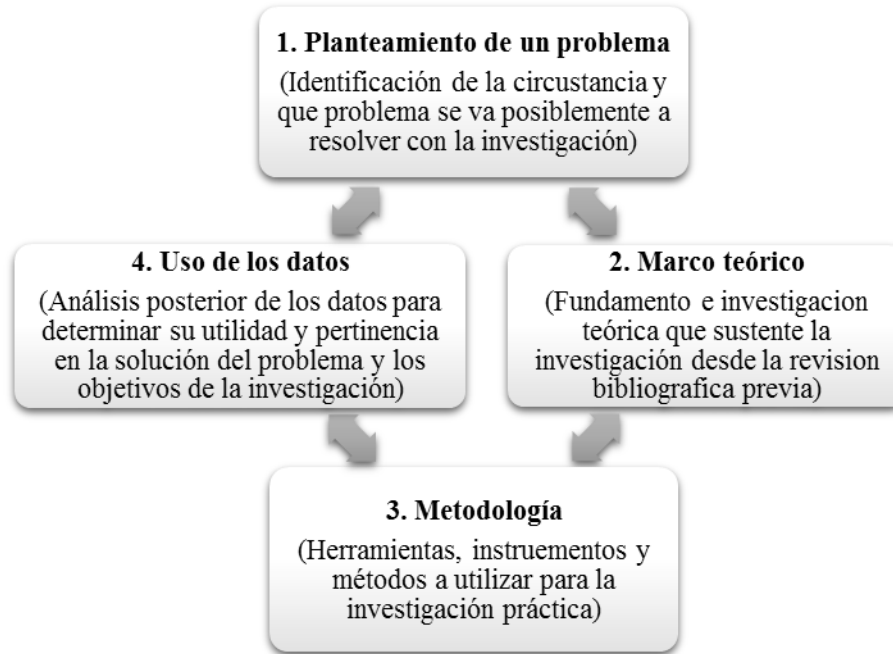 1. Planteamiento de un problema
(Identificación de la circustancia y
que problema se va posiblemente a
resolver con la investigación)
4. Uso de los datos
(Análisis posterior de los datos para
determinar su utilidad y pertinencia
en la solución del problema y los
objetivos de la investigación)
2. Marco teórico
(Fundamento e investigacion
teórica que sustente la
investigación desde la revision
bibliografica previa)
3. Metodología
(Herramientas, instruementos y
métodos a utilizar para la
investigación práctica)